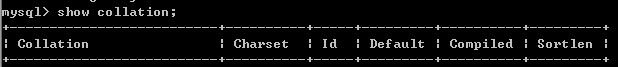 mysql> show collation;
+--------------------------+----------+-----+---------+----------+---------+
| Collation | Charset | Id | Default | Compiled | Sortlen |
+--------------------------+----------+-----+---------+----------+---------+